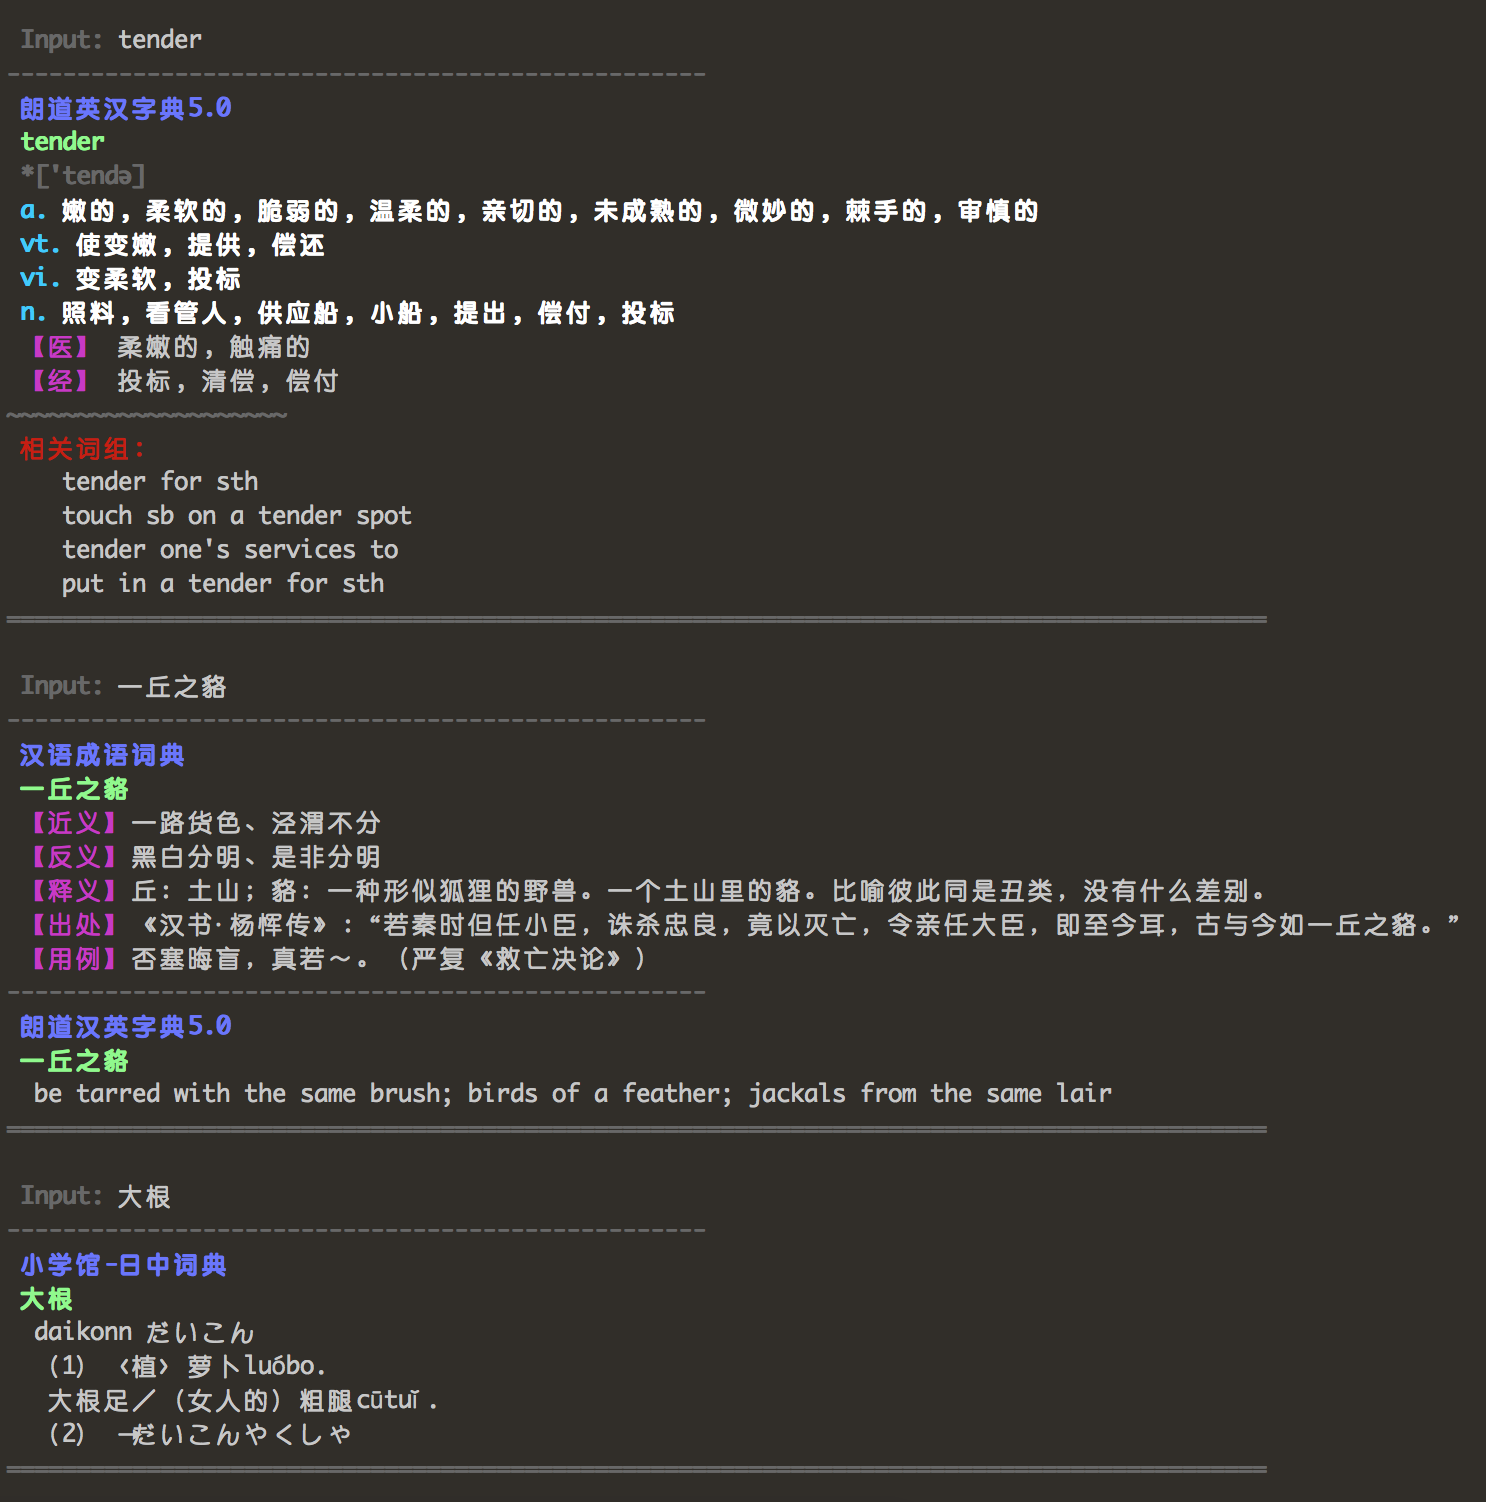 Input: tender
--------------------------------------------------
朗道英汉字典5.0
tender
*['tendə]
a. 嫩的，柔软的，脆弱的，温柔的，亲切的，未成熟的，微妙的，棘手的，审慎的
vt. 使变嫩，提供，偿还
vi. 变柔软，投标
n. 照料，看管人，供应船，小船，提出，偿付，投标
【医】 柔嫩的，触痛的
【经】 投标，清偿，偿付
~~~~~~~~~~~~~~~~~~~~
相关词组：
tender for sth
touch sb on a tender spot
tender one's services to
put in a tender for sth
==========================================================================================
Input: 一丘之貉
--------------------------------------------------
汉语成语词典
一丘之貉
【近义】一路货色、泾渭不分
【反义】黑白分明、是非分明
【释义】丘：土山；貉：一种形似狐狸的野兽。一个土山里的貉。比喻彼此同是丑类，没有什么差别。
【出处】《汉书·杨恽传》：“若秦时但任小臣，诛杀忠良，竟以灭亡，令亲任大臣，即至今耳，古与今如一丘之貉。”
【用例】否塞晦盲，真若～。（严复《救亡决论》）
--------------------------------------------------
朗道汉英字典5.0
一丘之貉
be tarred with the same brush; birds of a feather; jackals from the same lair
==========================================================================================
Input: 大根
--------------------------------------------------
小学馆-日中词典
大根
daikonn だいこん
（1） 〈植〉萝卜luóbo.
大根足／（女人的）粗腿cūtuǐ.
（2） →だいこんやくしゃ
==========================================================================================